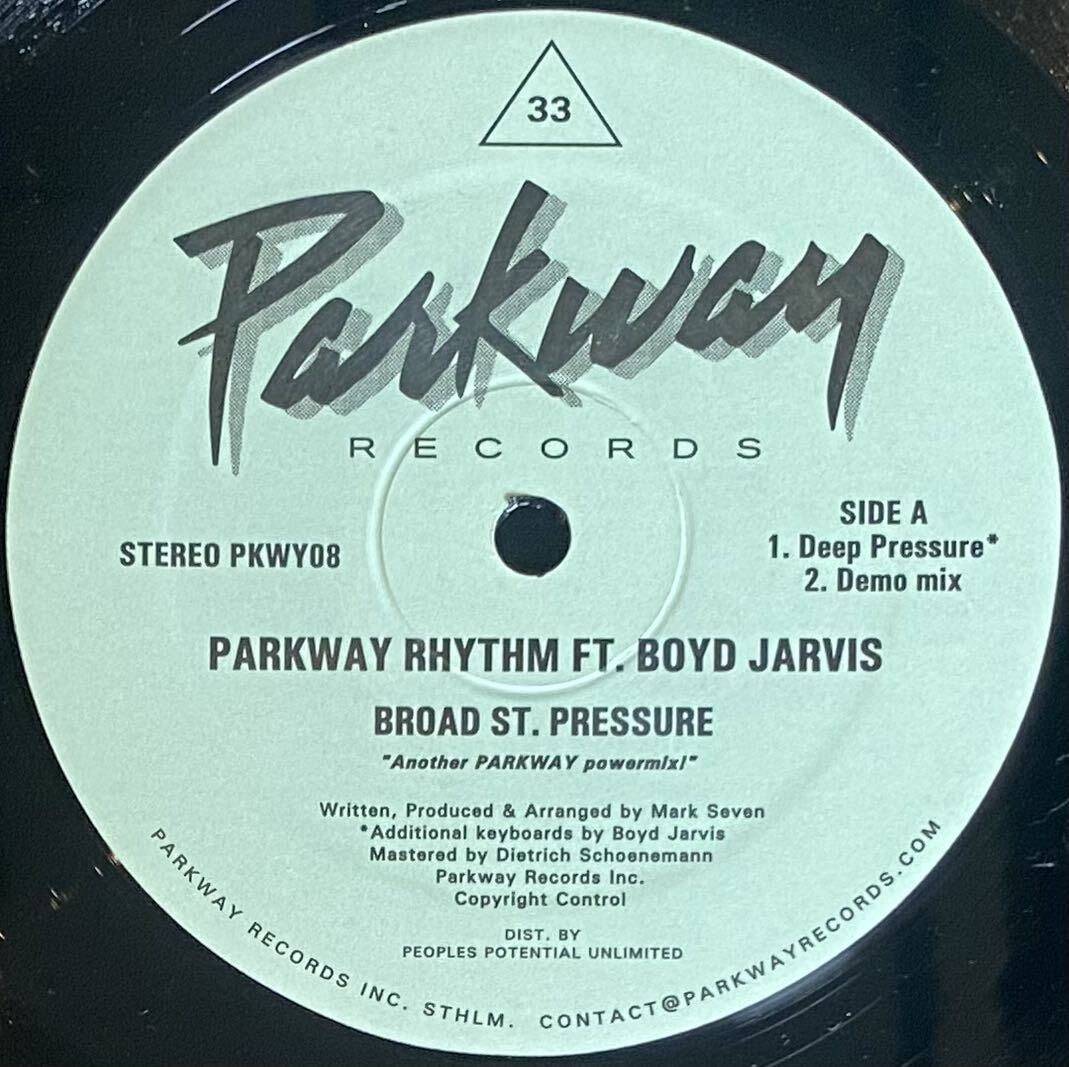 33
Parkway
RECORDS
STEREO PKWY08
SIDE A
1. Deep Pressure*
2. Demo mix
PARKWAY RHYTHM FT. BOYD JARVIS
BROAD ST. PRESSURE
"Another PARKWAY powermix!"
Written, Produced & Arranged by Mark Seven
*Additional keyboards by Boyd Jarvis
Mastered by Dietrich Schoenemann
Parkway Records Inc.
Copyright Control
DIST. BY
PEOPLES POTENTIAL UNLIMITED
PARKWAY RECORDS INC. STHLM. CONTACT@PARKWAYRECORDS.COM